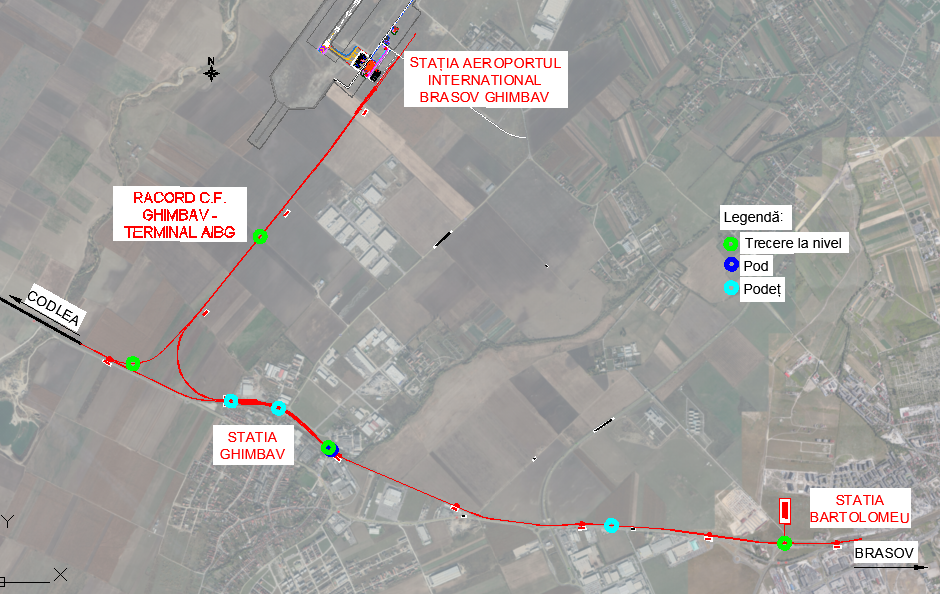 N
STAȚIA AEROPORTUL
INTERNATIONAL
BRASOV GHIMBAV
RACORD C.F.
GHIMBAV -
TERMINAL AIBG
Legendă:
Trecere la nivel
Pod
Podeț
CODLEA
STATIA
GHIMBAV
STATIA
BARTOLOMEU
BRASOV
Y
X